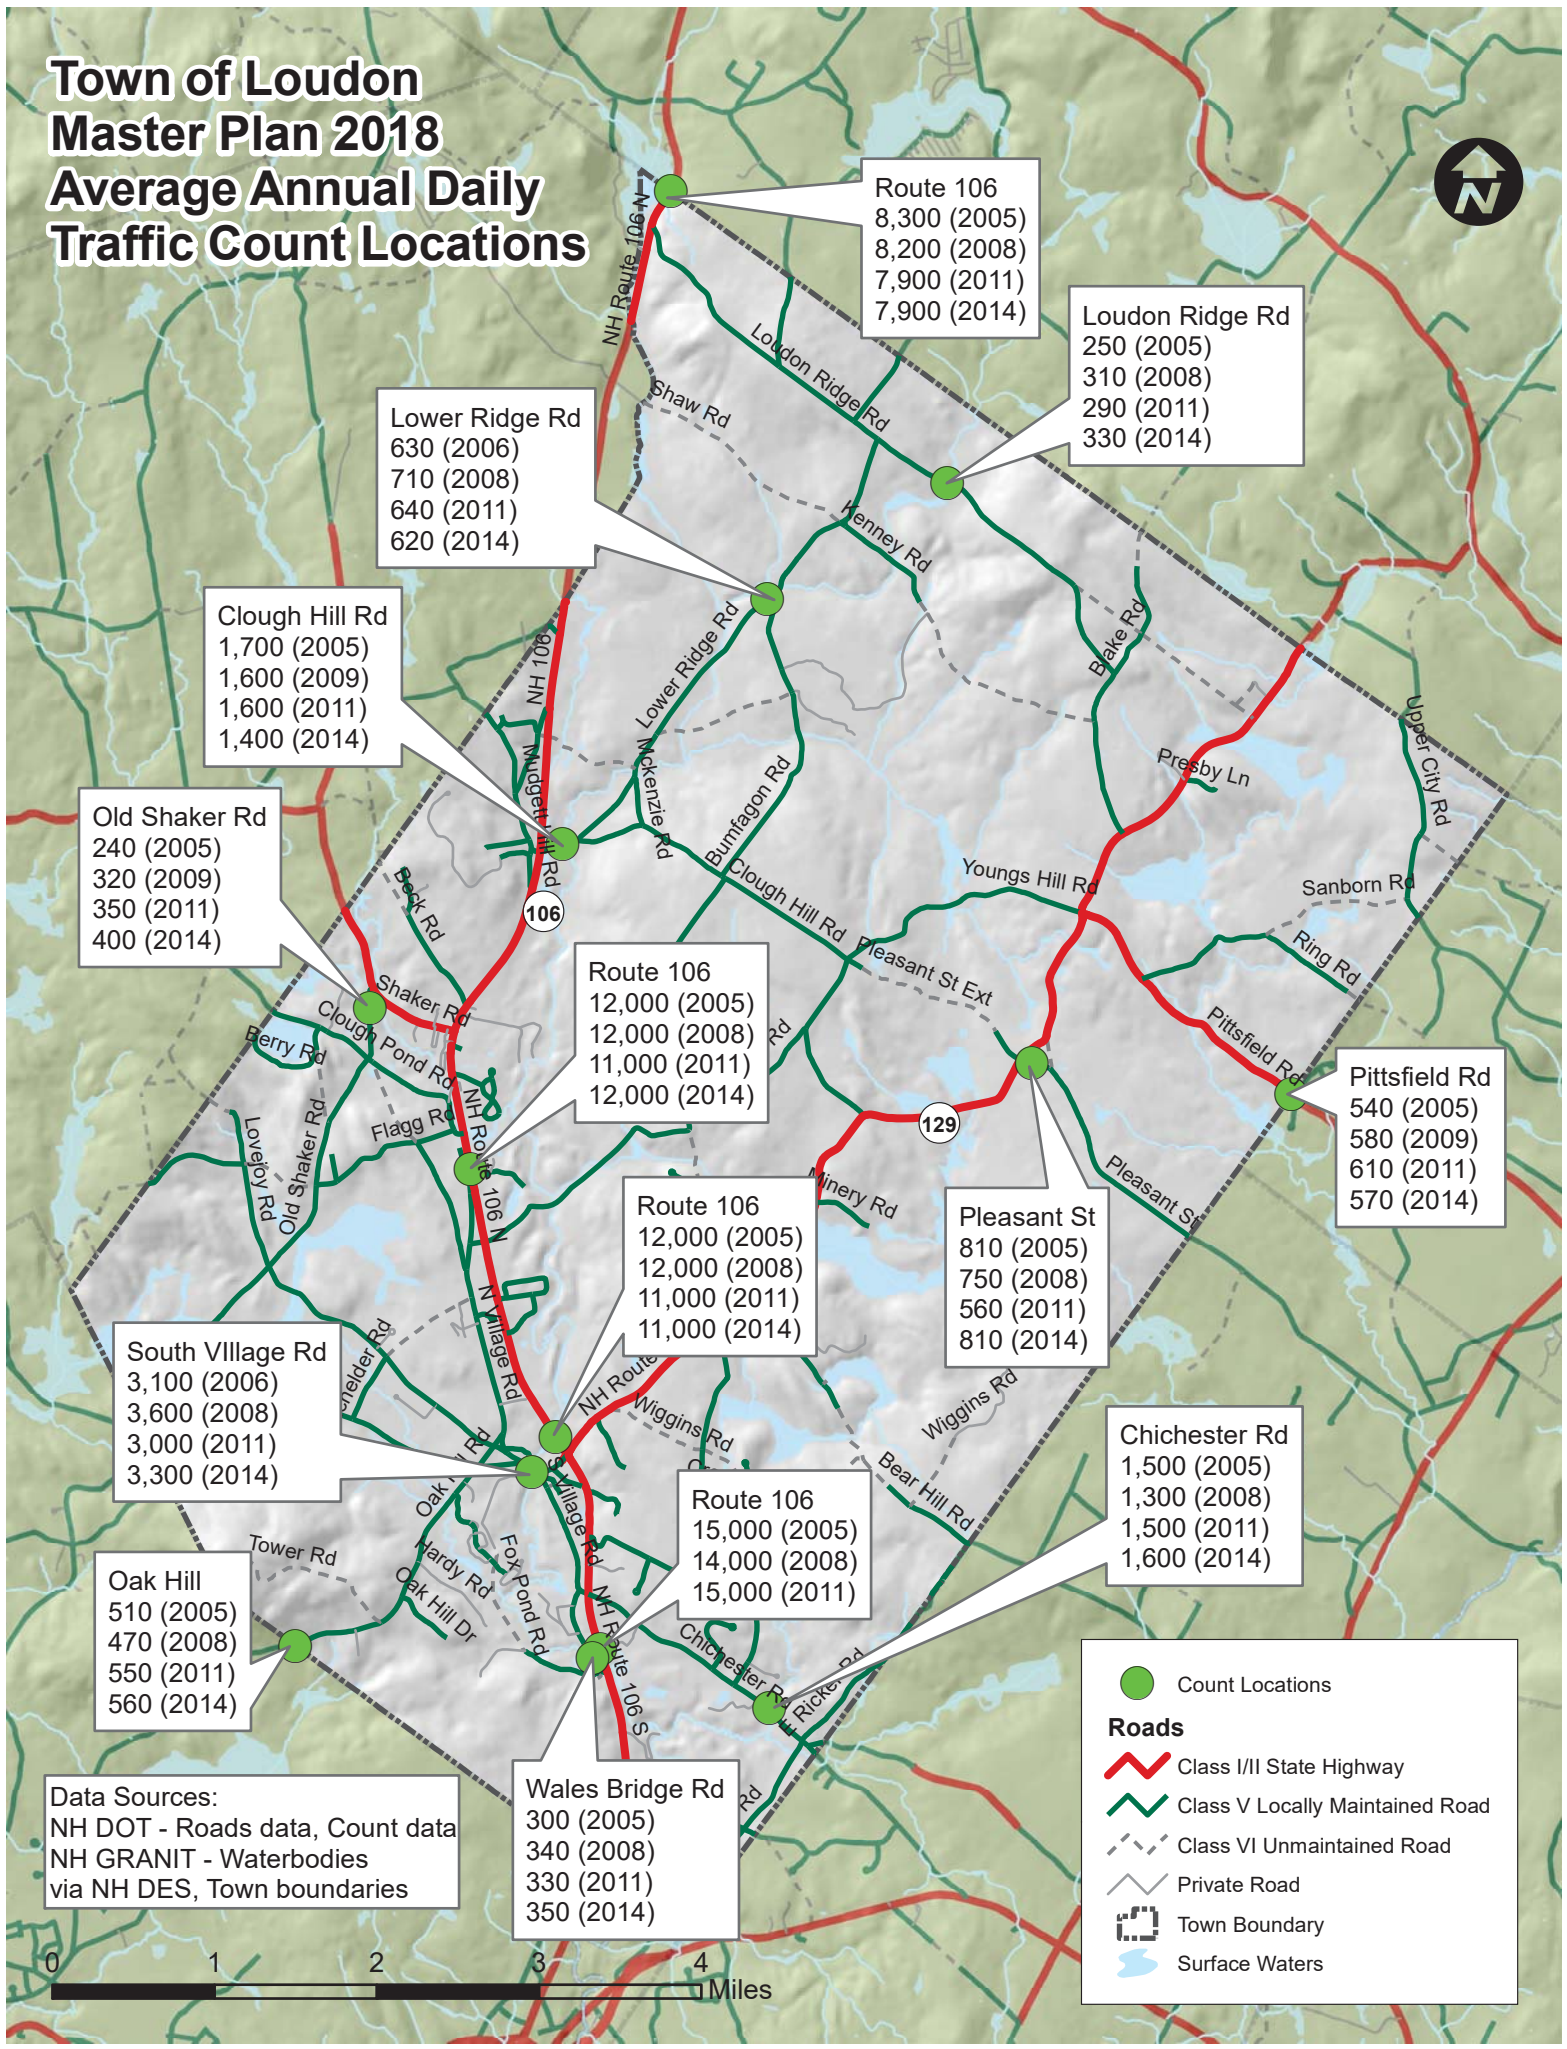 Town of Loudon
Master Plan 2018
Average Annual Daily
Traffic Count Locations
N
Route 106
8,300 (2005)
8,200 (2008)
7,900 (2011)
7,900 (2014)
Loudon Ridge Rd
250 (2005)
310 (2008)
290 (2011)
330 (2014)
Lower Ridge Rd
630 (2006)
710 (2008)
640 (2011)
620 (2014)
Clough Hill Rd
1,700 (2005)
1,600 (2009)
1,600 (2011)
1,400 (2014)
Old Shaker Rd
240 (2005)
320 (2009)
350 (2011)
400 (2014)
Route 106
12,000 (2005)
12,000 (2008)
11,000 (2011)
12,000 (2014)
Pittsfield Rd
540 (2005)
580 (2009)
610 (2011)
570 (2014)
Route 106
12,000 (2005)
12,000 (2008)
11,000 (2011)
11,000 (2014)
Pleasant St
810 (2005)
750 (2008)
560 (2011)
810 (2014)
South VIllage Rd
3,100 (2006)
3,600 (2008)
3,000 (2011)
3,300 (2014)
Chichester Rd
1,500 (2005)
1,300 (2008)
1,500 (2011)
1,600 (2014)
Route 106
15,000 (2005)
14,000 (2008)
15,000 (2011)
Oak Hill
510 (2005)
470 (2008)
550 (2011)
560 (2014)
Wales Bridge Rd
300 (2005)
340 (2008)
330 (2011)
350 (2014)
NH Route 106 N
Loudon Ridge Rd
Shaw Rd
Kenney Rd
Lower Ridge Rd
NH 106
Mudgett Hill Rd
Mckenzie Rd
Bumfagon Rd
Blake Rd
Presby Ln
Upper City Rd
Youngs Hill Rd
Sanborn Rd
Ring Rd
Clough Hill Rd
Pleasant St Ext
Beck Rd
106
Shaker Rd
Clough Pond Rd
Berry Rd
Pittsfield Rd
Rd
129
Flagg Rd
Lovejoy Rd
Old Shaker Rd
NH Route 106 N
Minery Rd
Pleasant St
N Village Rd
helder Rd
NH Route
Wiggins Rd
Wiggins Rd
Bear Hill Rd
Oak Rd
S Village Rd
Tower Rd
Hardy Rd
Oak Hill Dr
Fox Pond Rd
NH Route 106 S
Chichester Rd
E Ricker Rd
Rd
Data Sources:
NH DOT - Roads data, Count data
NH GRANIT - Waterbodies
via NH DES, Town boundaries
0 1 2 3 4
Miles
Count Locations
Roads
Class I/II State Highway
Class V Locally Maintained Road
Class VI Unmaintained Road
Private Road
Town Boundary
Surface Waters